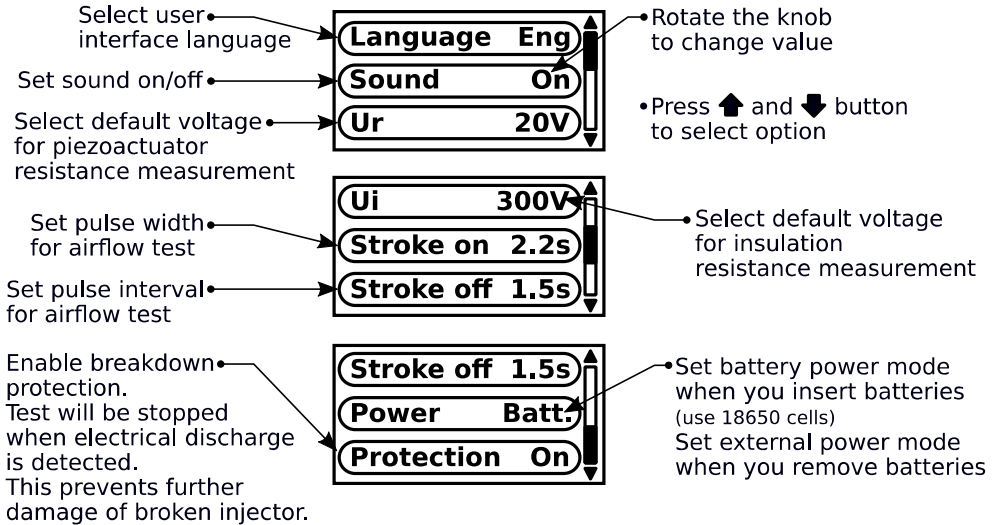 Select user
interface language
Set sound on/off
Select default voltage
for piezoactuator
resistance measurement
Language Eng
Sound On
Ur 20V
Rotate the knob
to change value
Press and button
to select option
Set pulse width
for airflow test
Set pulse interval
for airflow test
Ui 300V
Stroke on 2.2s
Stroke off 1.5s
Select default voltage
for insulation
resistance measurement
Enable breakdown
protection.
Test will be stopped
when electrical discharge
is detected.
This prevents further
damage of broken injector.
Stroke off 1.5s
Power Batt.
Protection On
Set battery power mode
when you insert batteries
(use 18650 cells)
Set external power mode
when you remove batteries